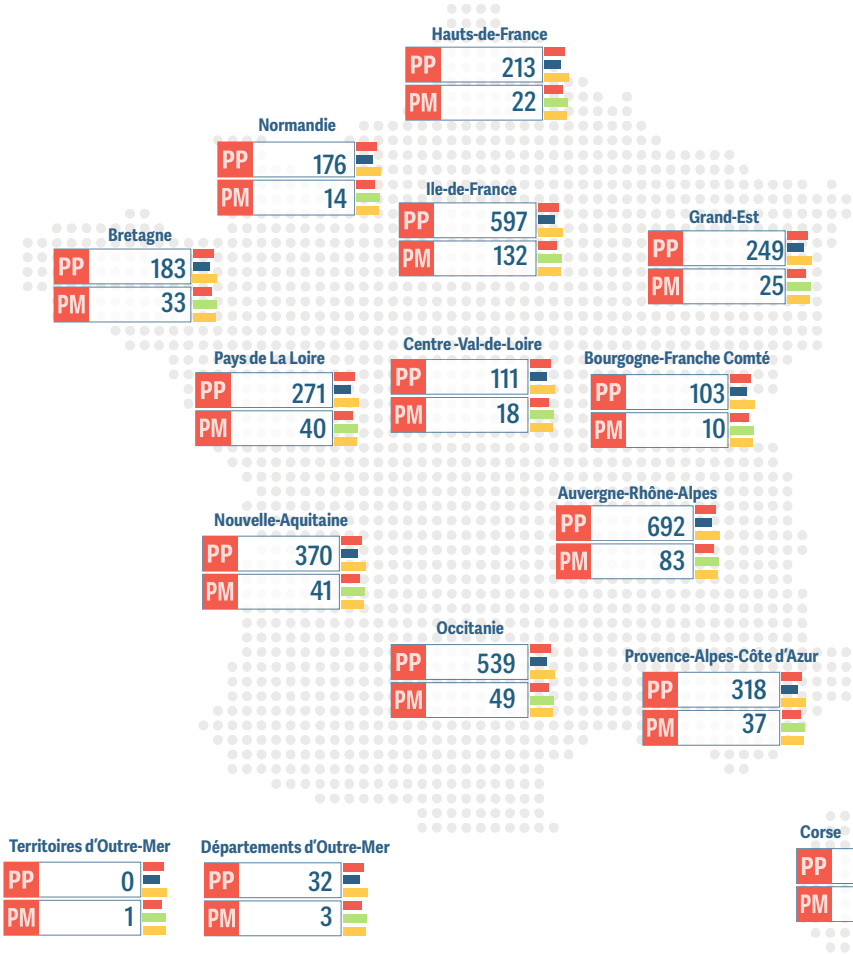 Hauts-de-France
PP 213
PM 22
Normandie
PP 176
PM 14
Ile-de-France
PP 597
PM 132
Grand-Est
PP 249
PM 25
Bretagne
PP 183
PM 33
Centre -Val-de-Loire
PP 111
PM 18
Pays de La Loire
PP 271
PM 40
Bourgogne-Franche Comté
PP 103
PM 10
Auvergne-Rhône-Alpes
PP 692
PM 83
Nouvelle-Aquitaine
PP 370
PM 41
Occitanie
PP 539
PM 49
Provence-Alpes-Côte d'Azur
PP 318
PM 37
Corse
PP
PM
Territoires d'Outre-Mer
PP 0
PM 1
Départements d'Outre-Mer
PP 32
PM 3